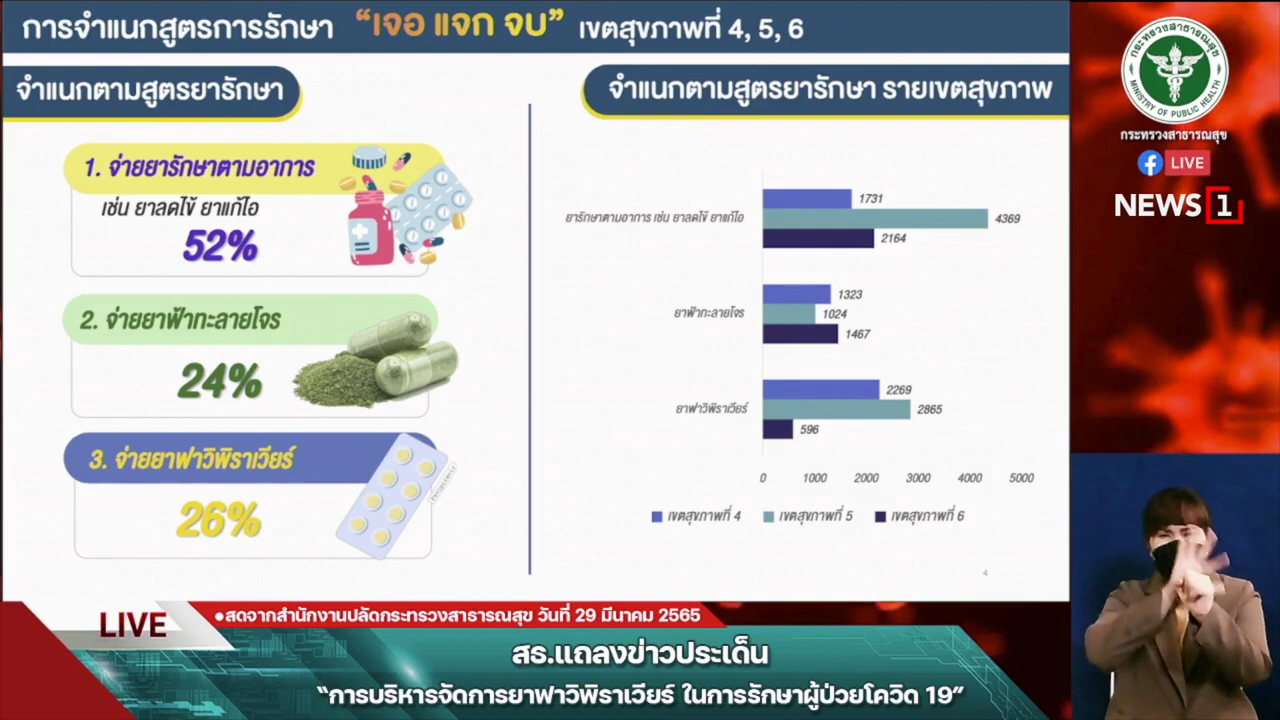 การจำแนกสูตรการรักษา “เจอ แจก จบ” เขตสุขภาพที่ 4, 5, 6
จำแนกตามสูตรยารักษา
1. จ่ายยารักษาตามอาการ
เช่น ยาลดไข้ ยาแก้ไอ
52%
2. จ่ายยาฟ้าทะลายโจร
24%
3. จ่ายยาฟาวิพิราเวียร์
26%
จำแนกตามสูตรยารักษา รายเขตสุขภาพ
ยารักษาตามอาการ เช่น ยาลดไข้ ยาแก้ไอ
1731
4369
2164
ยาฟ้าทะลายโจร
1323
1024
1467
ยาฟาวิพิราเวียร์
2269
2865
596
0 1000 2000 3000 4000 5000
เขตสุขภาพที่ 4 เขตสุขภาพที่ 5 เขตสุขภาพที่ 6
4
กระทรวงสาธารณสุข
MINISTRY OF PUBLIC HEALTH
กระทรวงสาธารณสุข
LIVE
NEWS 1
LIVE
•สดจากสำนักงานปลัดกระทรวงสาธารณสุข วันที่ 29 มีนาคม 2565
สธ.แถลงข่าวประเด็น
“การบริหารจัดการยาฟาวิพิราเวียร์ ในการรักษาผู้ป่วยโควิด 19”